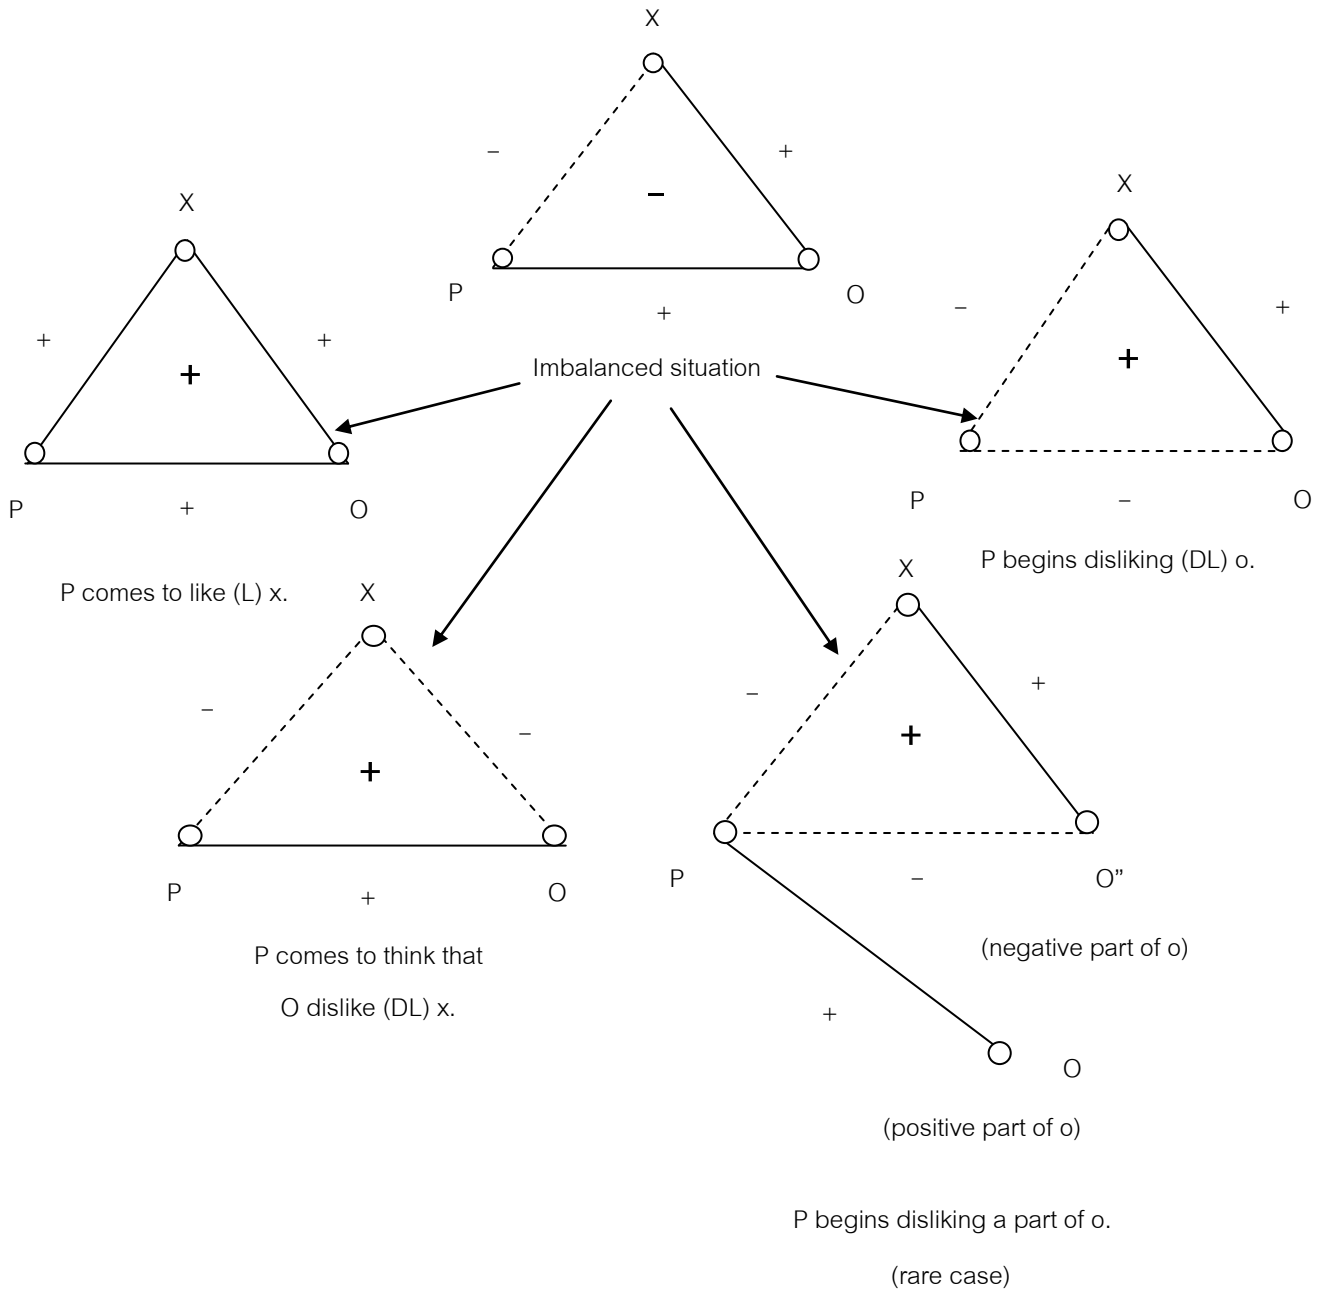 X
–
+
–
P
O
+
Imbalanced situation
X
+
+
+
P
+
O
P comes to like (L) x.
X
–
+
+
P
–
O
P begins disliking (DL) o.
X
–
–
+
P
+
O
P comes to think that
O dislike (DL) x.
X
–
+
+
P
–
O”
(negative part of o)
+
O
(positive part of o)
P begins disliking a part of o.
(rare case)